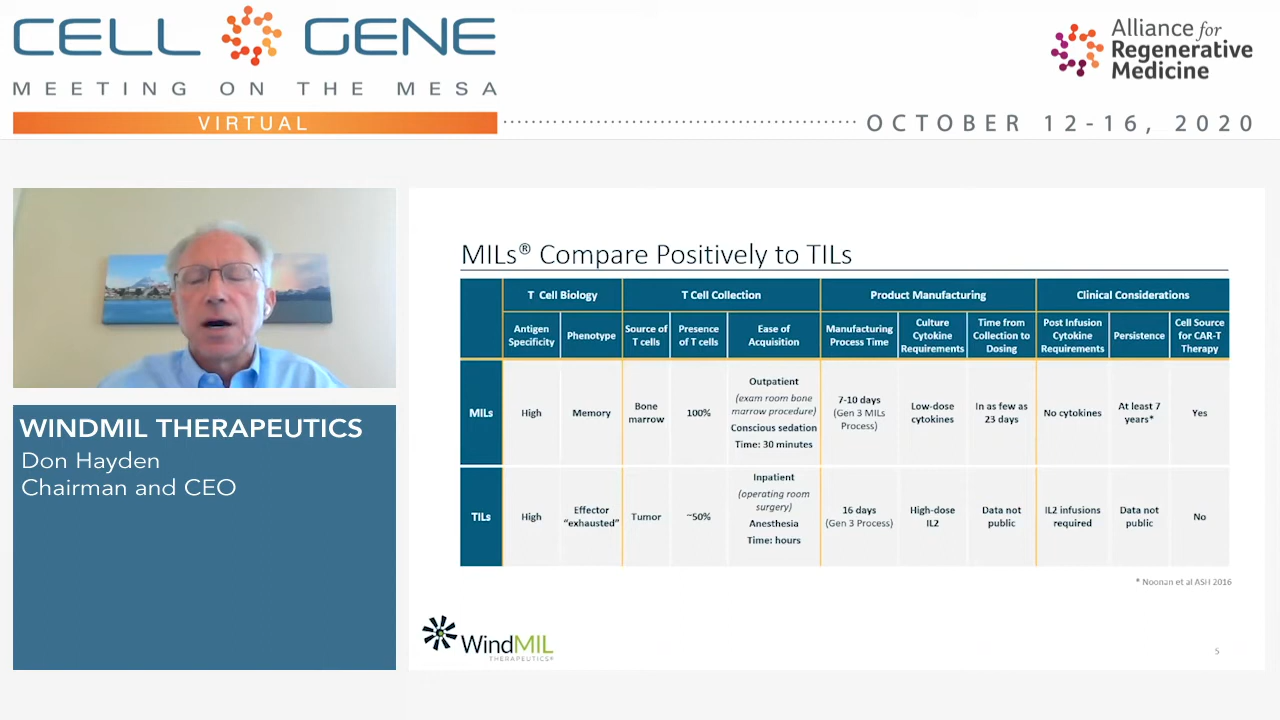 CELL GENE
MEETING ON THE MESA
VIRTUAL
Alliance for
Regenerative
Medicine
OCTOBER 12-16, 2020
WINDMIL THERAPEUTICS
Don Hayden
Chairman and CEO
MILs® Compare Positively to TILs
T Cell Biology
T Cell Collection
Product Manufacturing
Clinical Considerations
Antigen
Specificity
Phenotype
Source of
T cells
Presence
of T cells
Ease of
Acquisition
Manufacturing
Process Time
Culture
Cytokine
Requirements
Time from
Collection to
Dosing
Post Infusion
Cytokine
Requirements
Persistence
Cell Source
for CAR-T
Therapy
MILs
High
Memory
Bone
marrow
100%
Outpatient
(exam room bone
marrow procedure)
Conscious sedation
Time: 30 minutes
7-10 days
(Gen 3 MILs
Process)
Low-dose
cytokines
In as few as
23 days
No cytokines
At least 7
years*
Yes
TILs
High
Effector
"exhausted"
Tumor
~50%
Inpatient
(operating room
surgery)
Anesthesia
Time: hours
16 days
(Gen 3 Process)
High-dose
IL2
Data not
public
IL2 infusions
required
Data not
public
No
* Noonan et al ASH 2016
WindMIL
THERAPEUTICS®
5